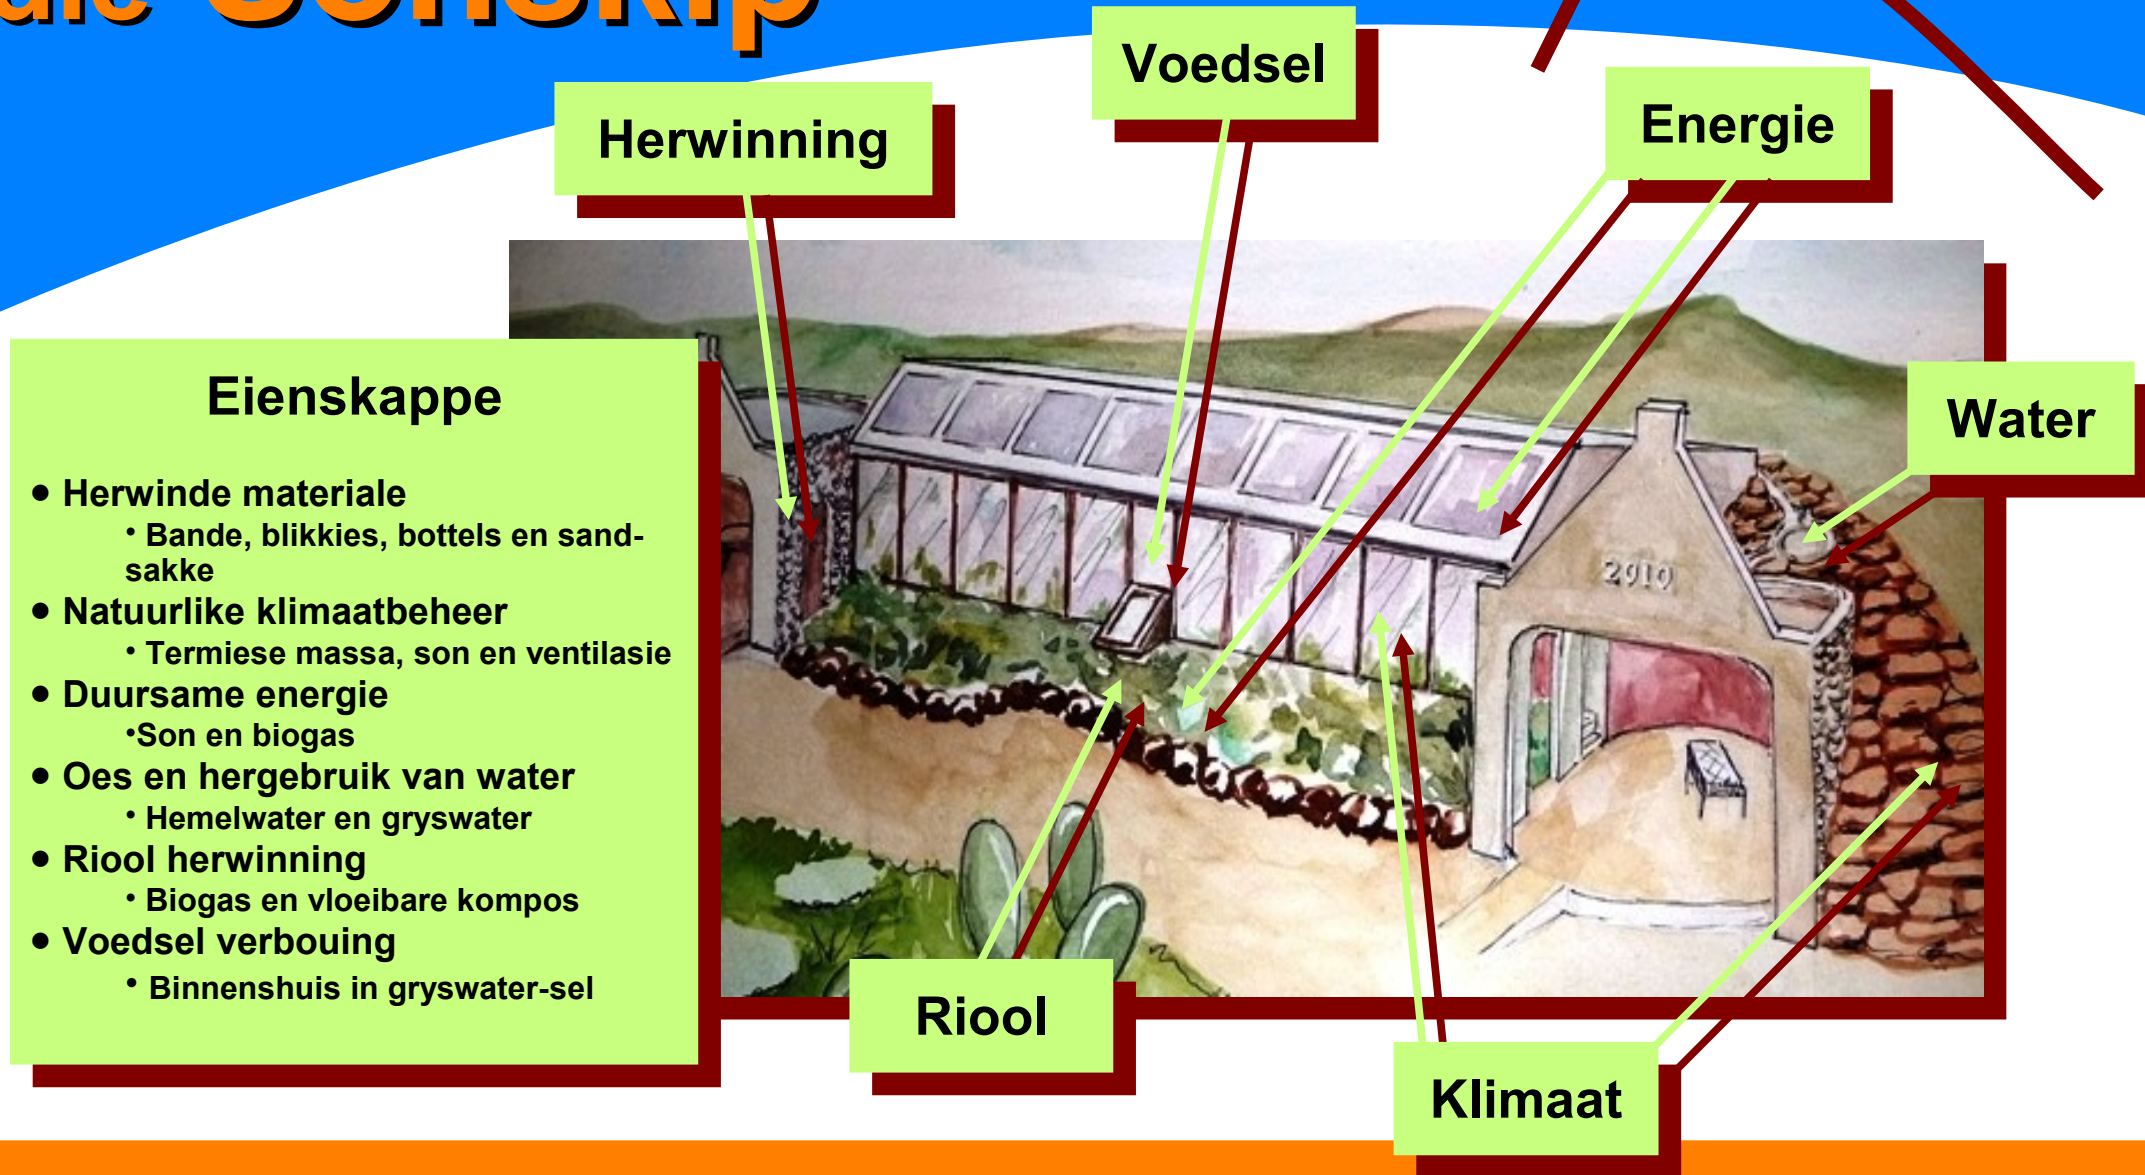 die Sonskip
Voedsel
Herwinning
Energie
Water
Eienskappe
• Herwinde materiale
• Bande, blikkies, bottels en sand-
sakke
• Natuurlike klimaatbeheer
• Termiese massa, son en ventilasie
• Duursame energie
•Son en biogas
• Oes en hergebruik van water
• Hemelwater en gryswater
• Riool herwinning
• Biogas en vloeibare kompos
• Voedsel verbouing
• Binnenshuis in gryswater-sel
2010
Riool
Klimaat